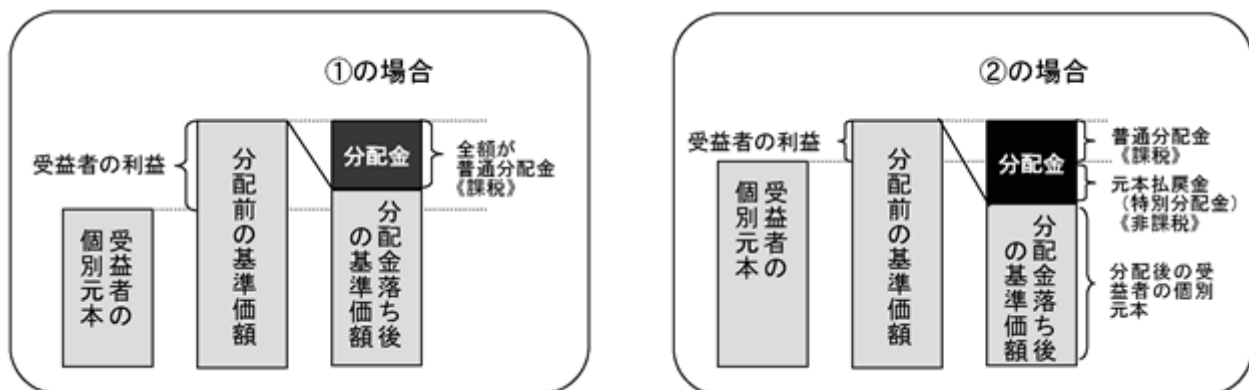 ①の場合
受益者の利益
受益者の
個別元本
分配前の基準価額
分配金
分配金落ち後
の基準価額
全額が
普通分配金
《課税》
②の場合
受益者の利益
受益者の
個別元本
分配前の基準価額
分配金
分配金落ち後
の基準価額
普通分配金
《課税》
元本払戻金
（特別分配金）
《非課税》
分配後の受
益者の個別
元本